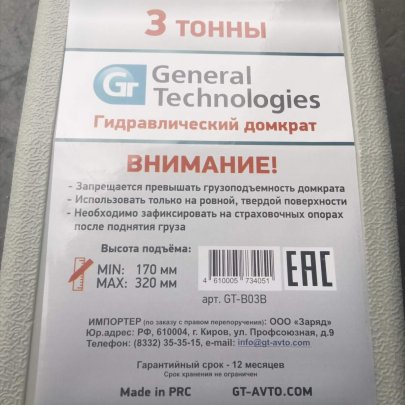 3 ТОННЫ
Gт General
Technologies
Гидравлический домкрат
ВНИМАНИЕ!
- Запрещается превышать грузоподъемность домкрата
- Использовать только на ровной, твердой поверхности
- Необходимо зафиксировать на страховочных опорах
после поднятия груза
Высота подъёма:
MIN: 170 мм
MAX: 320 мм
4 610005 734051
EAC
арт. GT-B03B
ИМПОРТЕР (по заказу с правом перепоручения): ООО «Заряд»
Юр.адрес: РФ, 610004, г. Киров, ул. Профсоюзная, д.9
Телефон: (8332) 35-35-15, e-mail: info@gt-avto.com
Гарантийный срок - 12 месяцев
Срок хранения не ограничен
Made in PRC GT-AVTO.COM